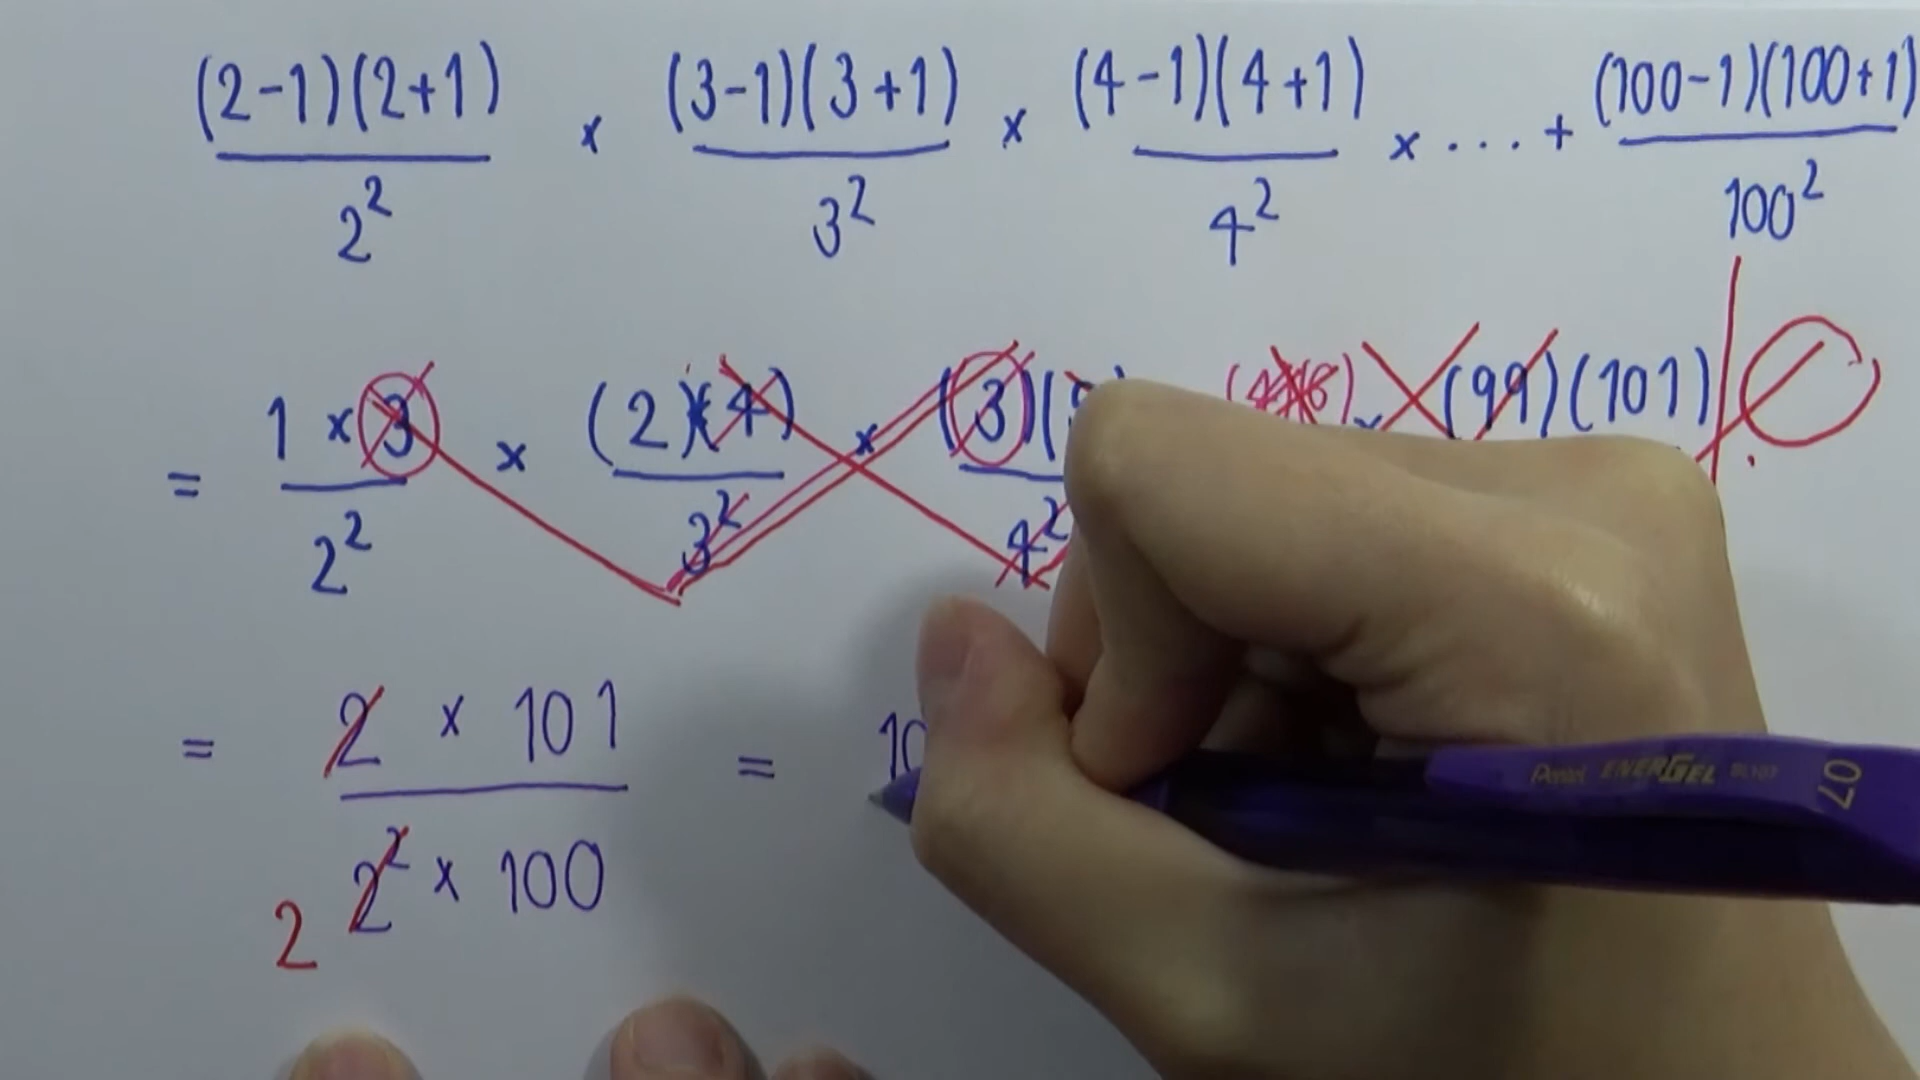 (2-1)(2+1) × (3-1)(3+1) × (4-1)(4+1) × .... + (100-1)(100+1)
2² 3² 4² 100²
= 1 × 3 × (2)(4) × (3)( (99)(101)
2² 3² 4²
= 2 × 101 = 10
2² × 100
2
Pentel ENERGEL BL107 07